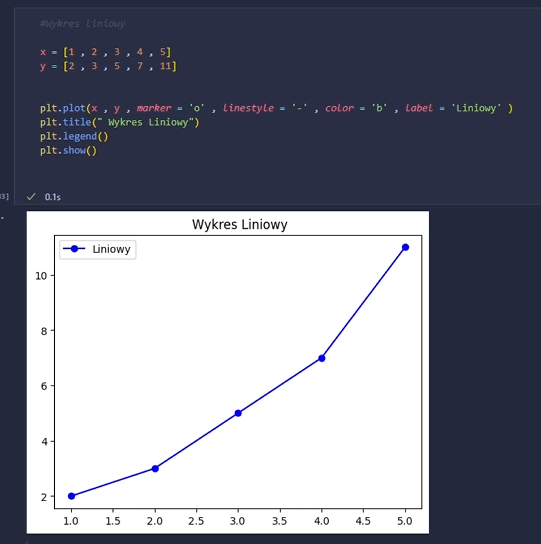 #Wykres liniowy
x = [1 , 2 , 3 , 4 , 5]
y = [2 , 3 , 5 , 7 , 11]
plt.plot(x , y , marker = 'o' , linestyle = '-' , color = 'b' , label = 'Liniowy' )
plt.title(" Wykres Liniowy")
plt.legend()
plt.show()
3] ✓ 0.1s
Wykres Liniowy
Liniowy
10
8
6
4
2
1.0 1.5 2.0 2.5 3.0 3.5 4.0 4.5 5.0